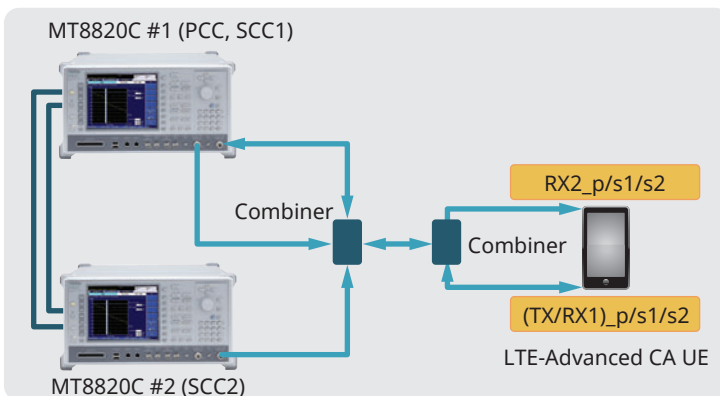 MT8820C #1 (PCC, SCC1)
RX2_p/s1/s2
Combiner
Combiner
(TX/RX1)_p/s1/s2
LTE-Advanced CA UE
MT8820C #2 (SCC2)